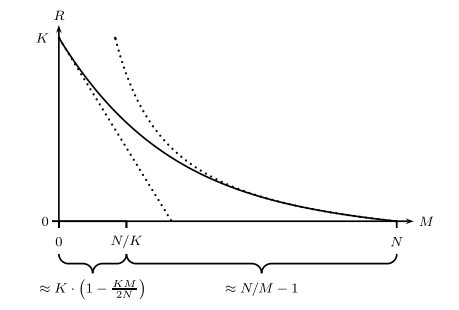 R
K
0
M
0
N/K
N
≈ K · (1 − KM/2N)
≈ N/M − 1